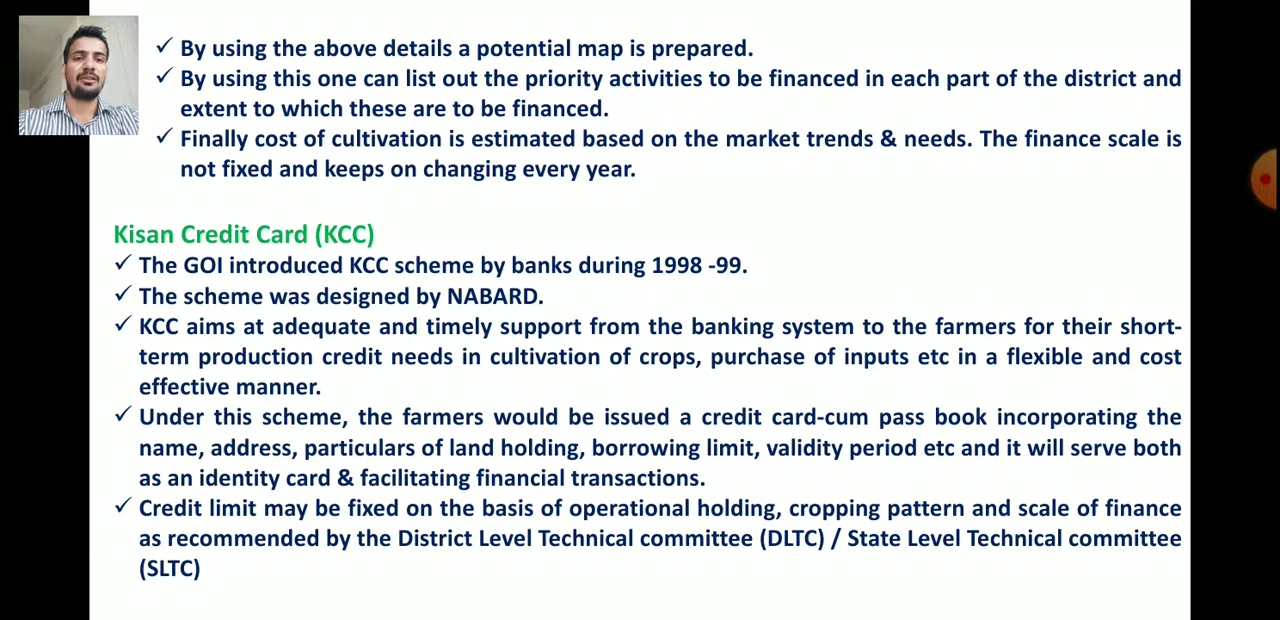 ✓ By using the above details a potential map is prepared.
✓ By using this one can list out the priority activities to be financed in each part of the district and
extent to which these are to be financed.
✓ Finally cost of cultivation is estimated based on the market trends & needs. The finance scale is
not fixed and keeps on changing every year.
Kisan Credit Card (KCC)
✓ The GOI introduced KCC scheme by banks during 1998 -99.
✓ The scheme was designed by NABARD.
✓ KCC aims at adequate and timely support from the banking system to the farmers for their short-
term production credit needs in cultivation of crops, purchase of inputs etc in a flexible and cost
effective manner.
✓ Under this scheme, the farmers would be issued a credit card-cum pass book incorporating the
name, address, particulars of land holding, borrowing limit, validity period etc and it will serve both
as an identity card & facilitating financial transactions.
✓ Credit limit may be fixed on the basis of operational holding, cropping pattern and scale of finance
as recommended by the District Level Technical committee (DLTC) / State Level Technical committee
(SLTC)